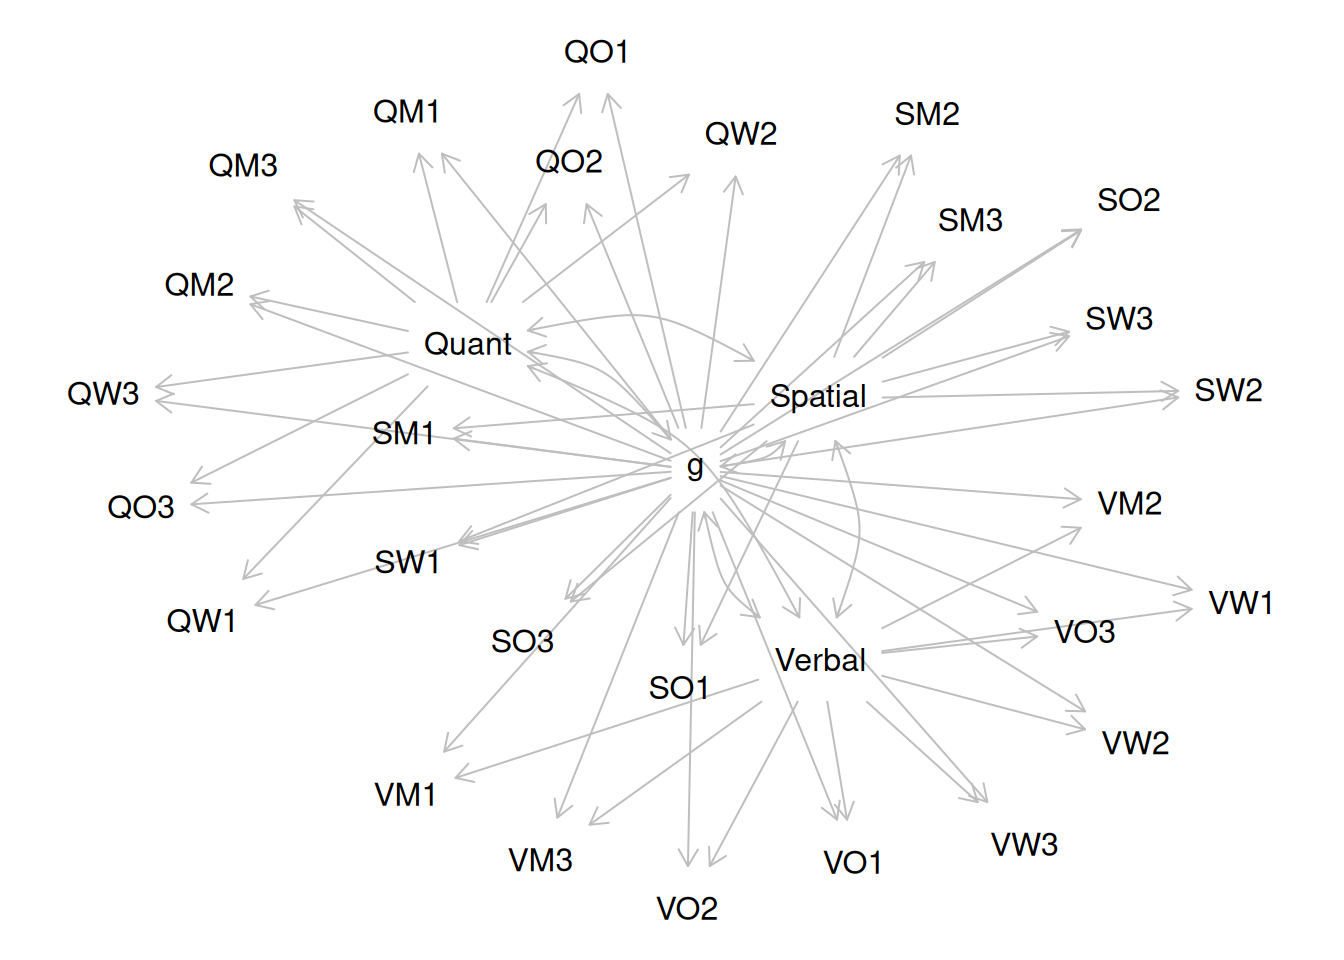 QO1
QM1
SM2
QW2
QO2
QM3
SO2
SM3
QM2
SW3
Quant
SW2
QW3
Spatial
SM1
g
VM2
QO3
SW1
VW1
QW1
VO3
SO3
Verbal
SO1
VW2
VM1
VW3
VM3
VO1
VO2